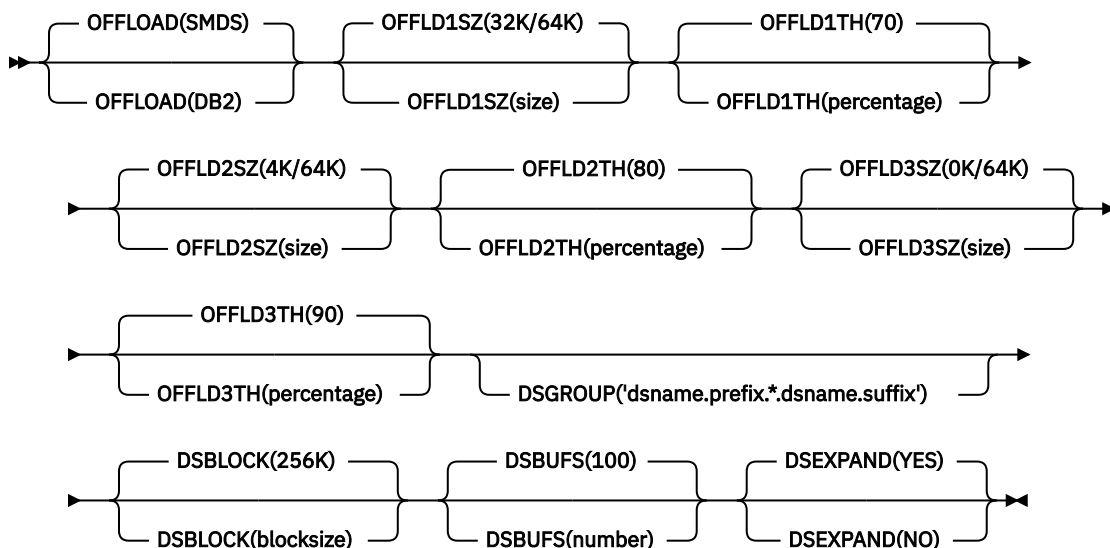 OFFLOAD(SMDS) OFFLD1SZ(32K/64K) OFFLD1TH(70)
OFFLOAD(DB2) OFFLD1SZ(size) OFFLD1TH(percentage)
OFFLD2SZ(4K/64K) OFFLD2TH(80) OFFLD3SZ(0K/64K)
OFFLD2SZ(size) OFFLD2TH(percentage) OFFLD3SZ(size)
OFFLD3TH(90)
OFFLD3TH(percentage) DSGROUP('dsname.prefix.*.dsname.suffix')
DSBLOCK(256K) DSBUFS(100) DSEXPAND(YES)
DSBLOCK(blocksize) DSBUFS(number) DSEXPAND(NO)